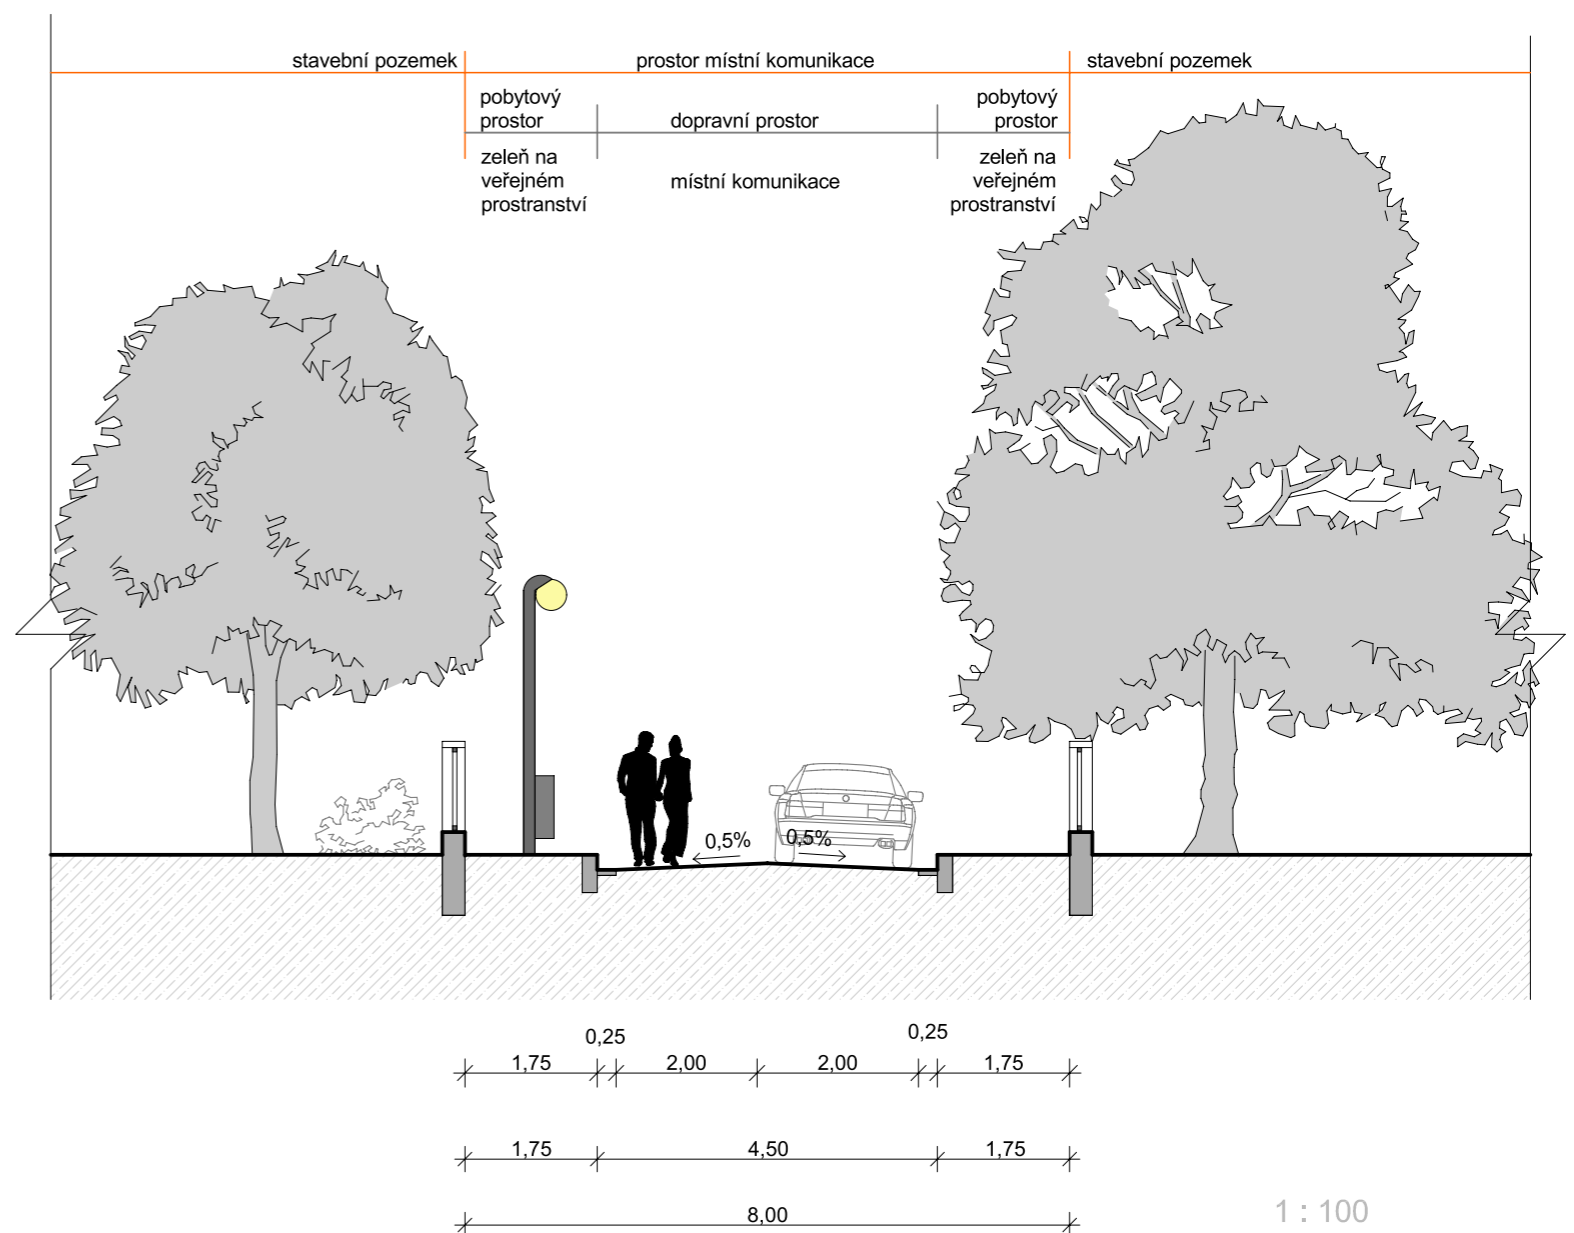 stavební pozemek
prostor místní komunikace
stavební pozemek
pobytový
prostor
dopravní prostor
pobytový
prostor
zeleň na
veřejném
prostranství
místní komunikace
zeleň na
veřejném
prostranství
0,5%
0,5%
0,25
0,25
1,75
2,00
2,00
1,75
1,75
4,50
1,75
8,00
1 : 100